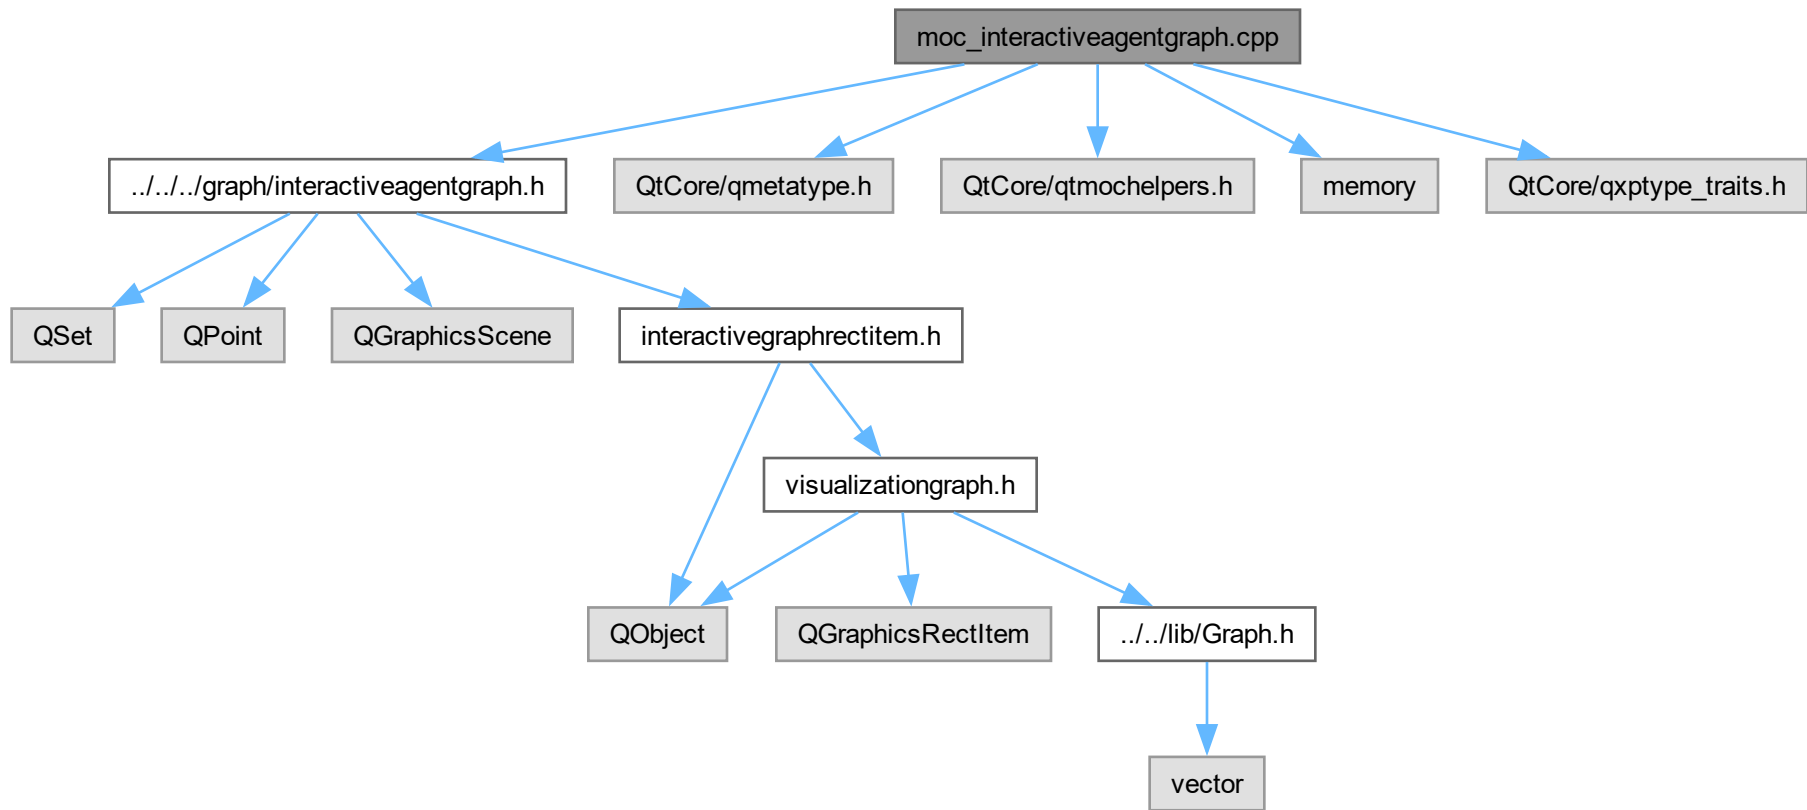 moc_interactiveagentgraph.cpp
../../../graph/interactiveagentgraph.h
QtCore/qmetatype.h
QtCore/qtmochelpers.h
memory
QtCore/qxptype_traits.h
QSet
QPoint
QGraphicsScene
interactivegraphrectitem.h
visualizationgraph.h
QObject
QGraphicsRectItem
../../lib/Graph.h
vector